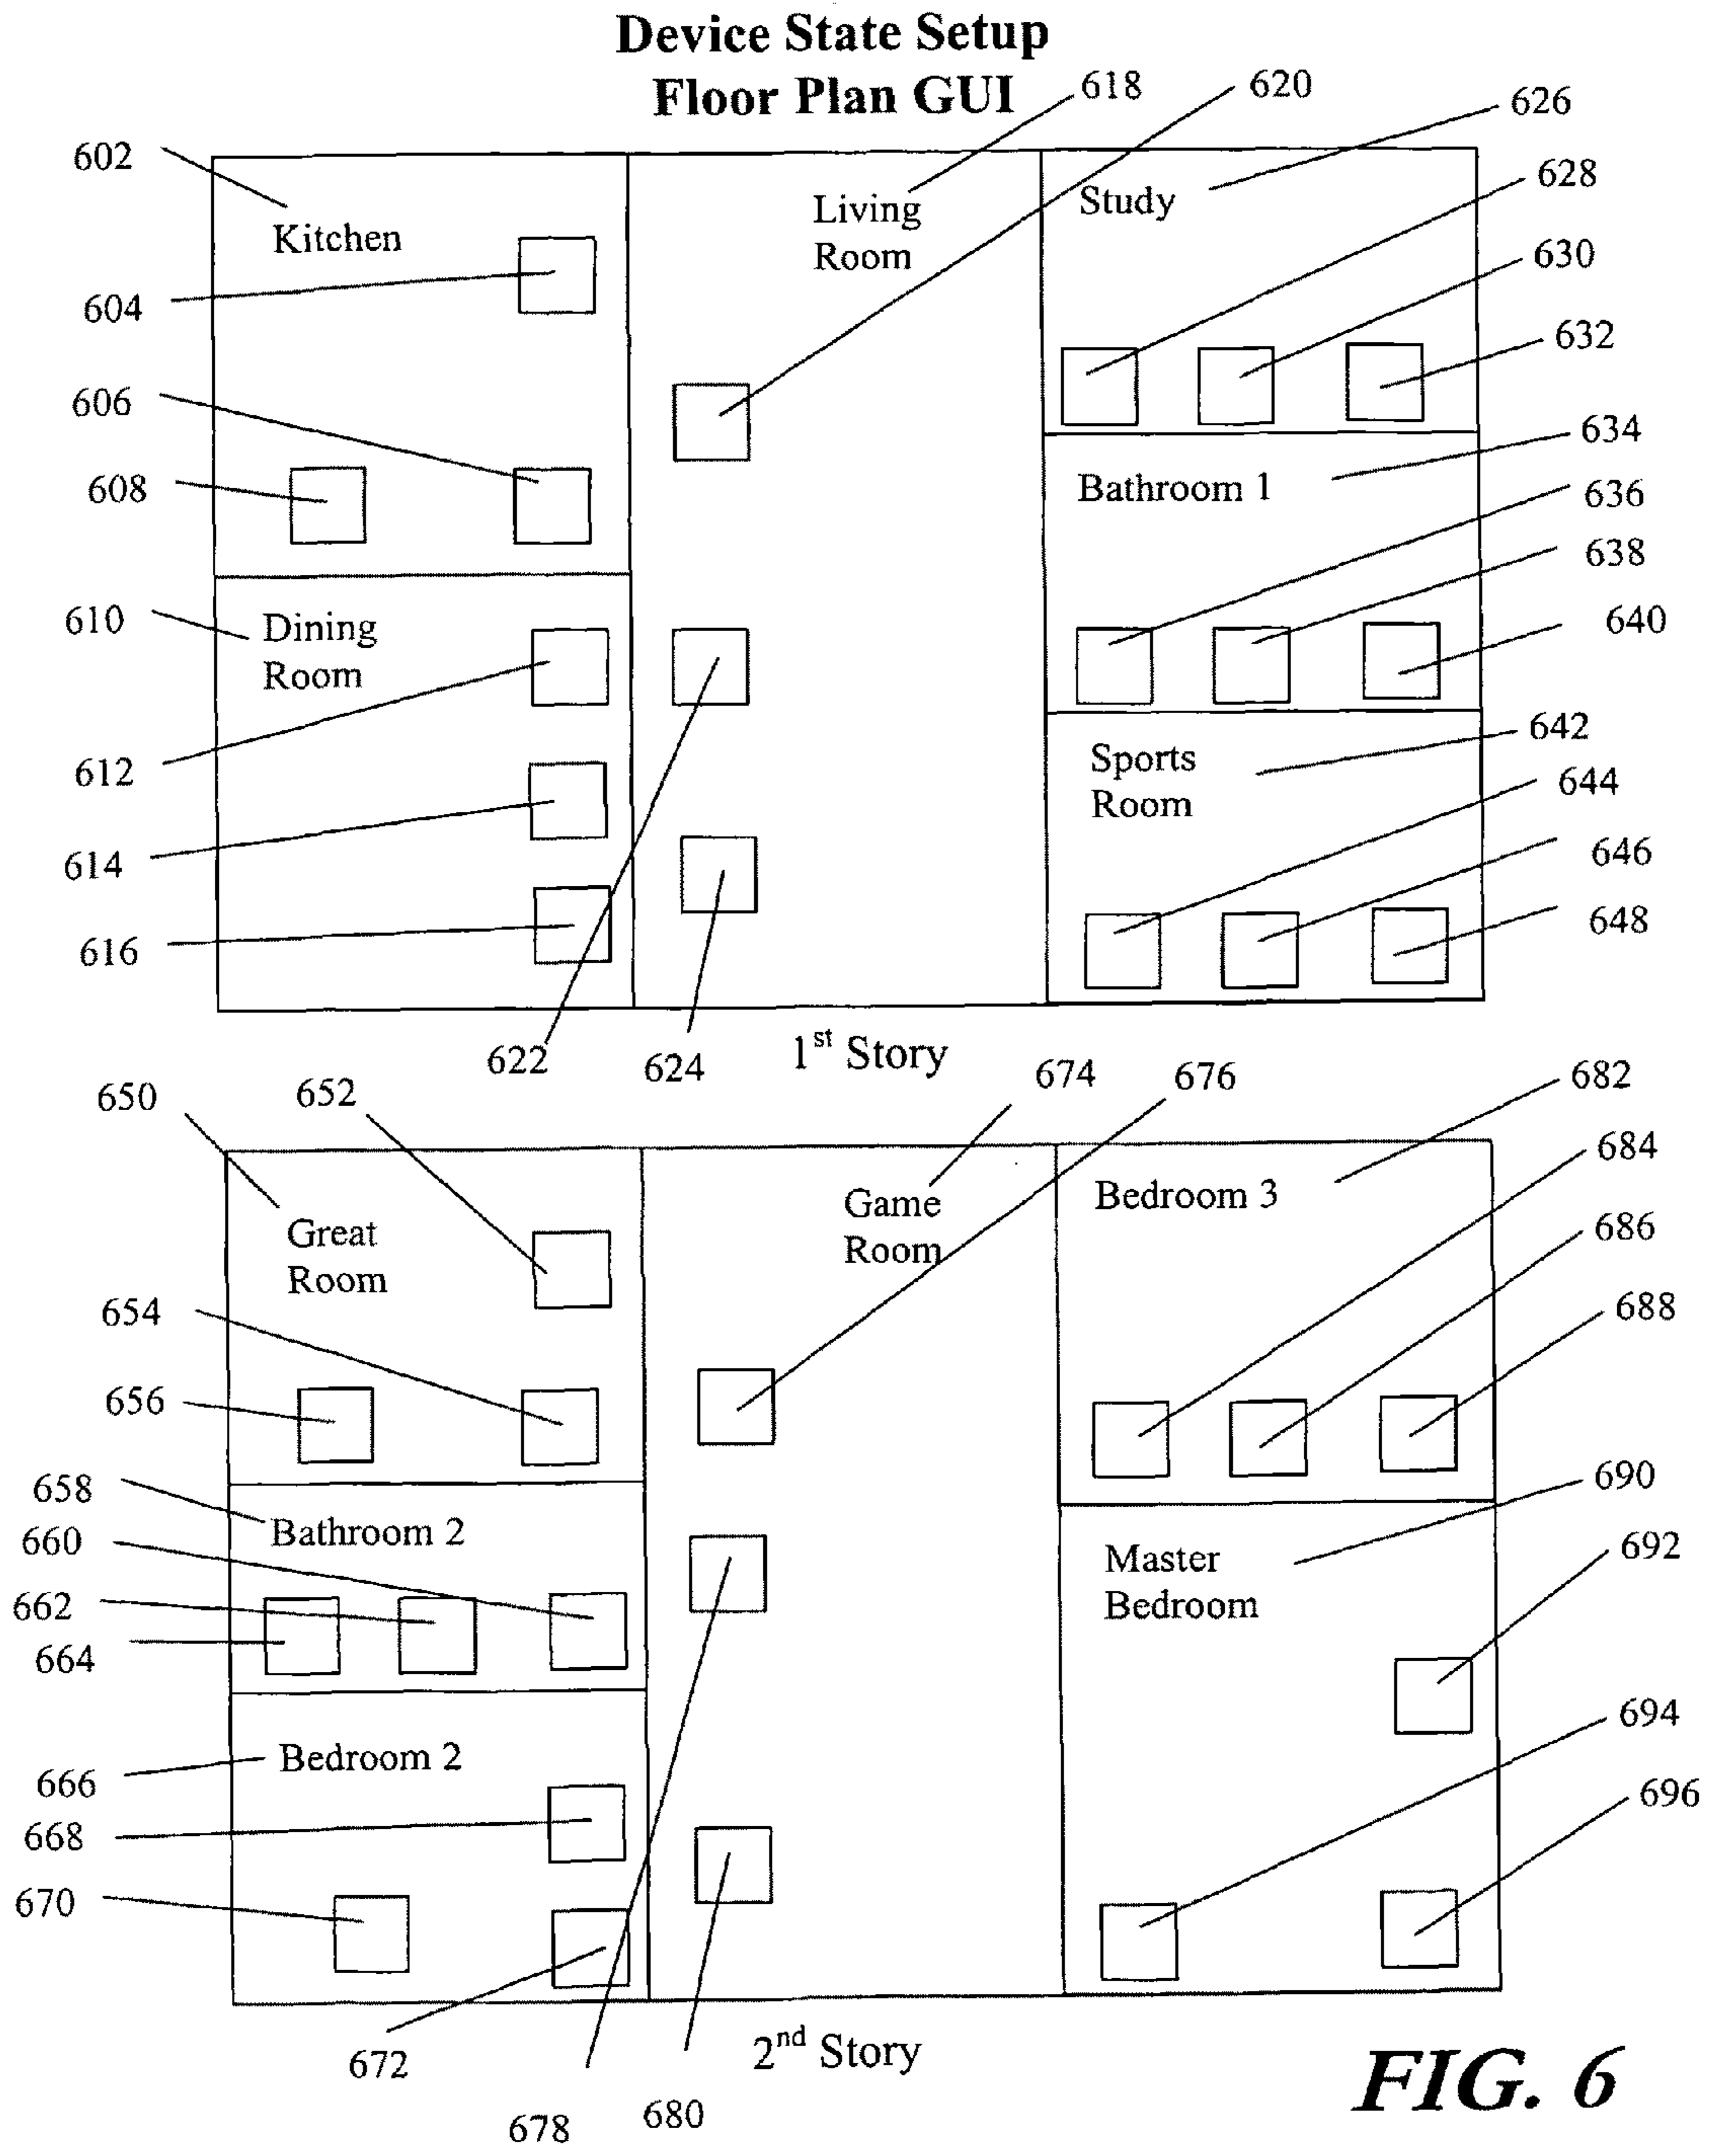 Device State Setup
Floor Plan GUI
618
620
626
602
628
Kitchen
Living
Room
Study
630
604
632
606
634
608
Bathroom 1
636
638
610
Dining
Room
640
642
Sports
Room
612
644
614
646
616
648
622
624
1st Story
650
652
674
676
682
684
Great
Room
Game
Room
Bedroom 3
686
654
688
656
658
690
Bathroom 2
660
692
Master
Bedroom
662
664
694
Bedroom 2
666
696
668
670
672
2nd Story
678
680
FIG. 6